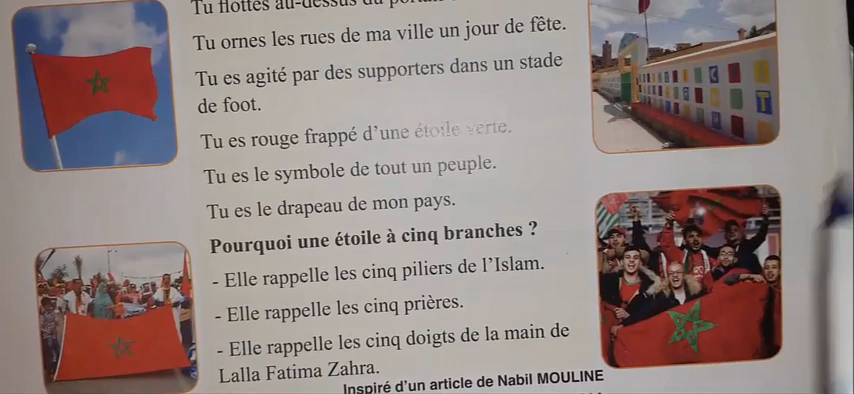 Tu flottes au-dessus du
Tu ornes les rues de ma ville un jour de fête.
Tu es agité par des supporters dans un stade
de foot.
Tu es rouge frappé d’une étoile verte.
Tu es le symbole de tout un peuple.
Tu es le drapeau de mon pays.
Pourquoi une étoile à cinq branches ?
- Elle rappelle les cinq piliers de l’Islam.
- Elle rappelle les cinq prières.
- Elle rappelle les cinq doigts de la main de
Lalla Fatima Zahra.
Inspiré d’un article de Nabil MOULINE